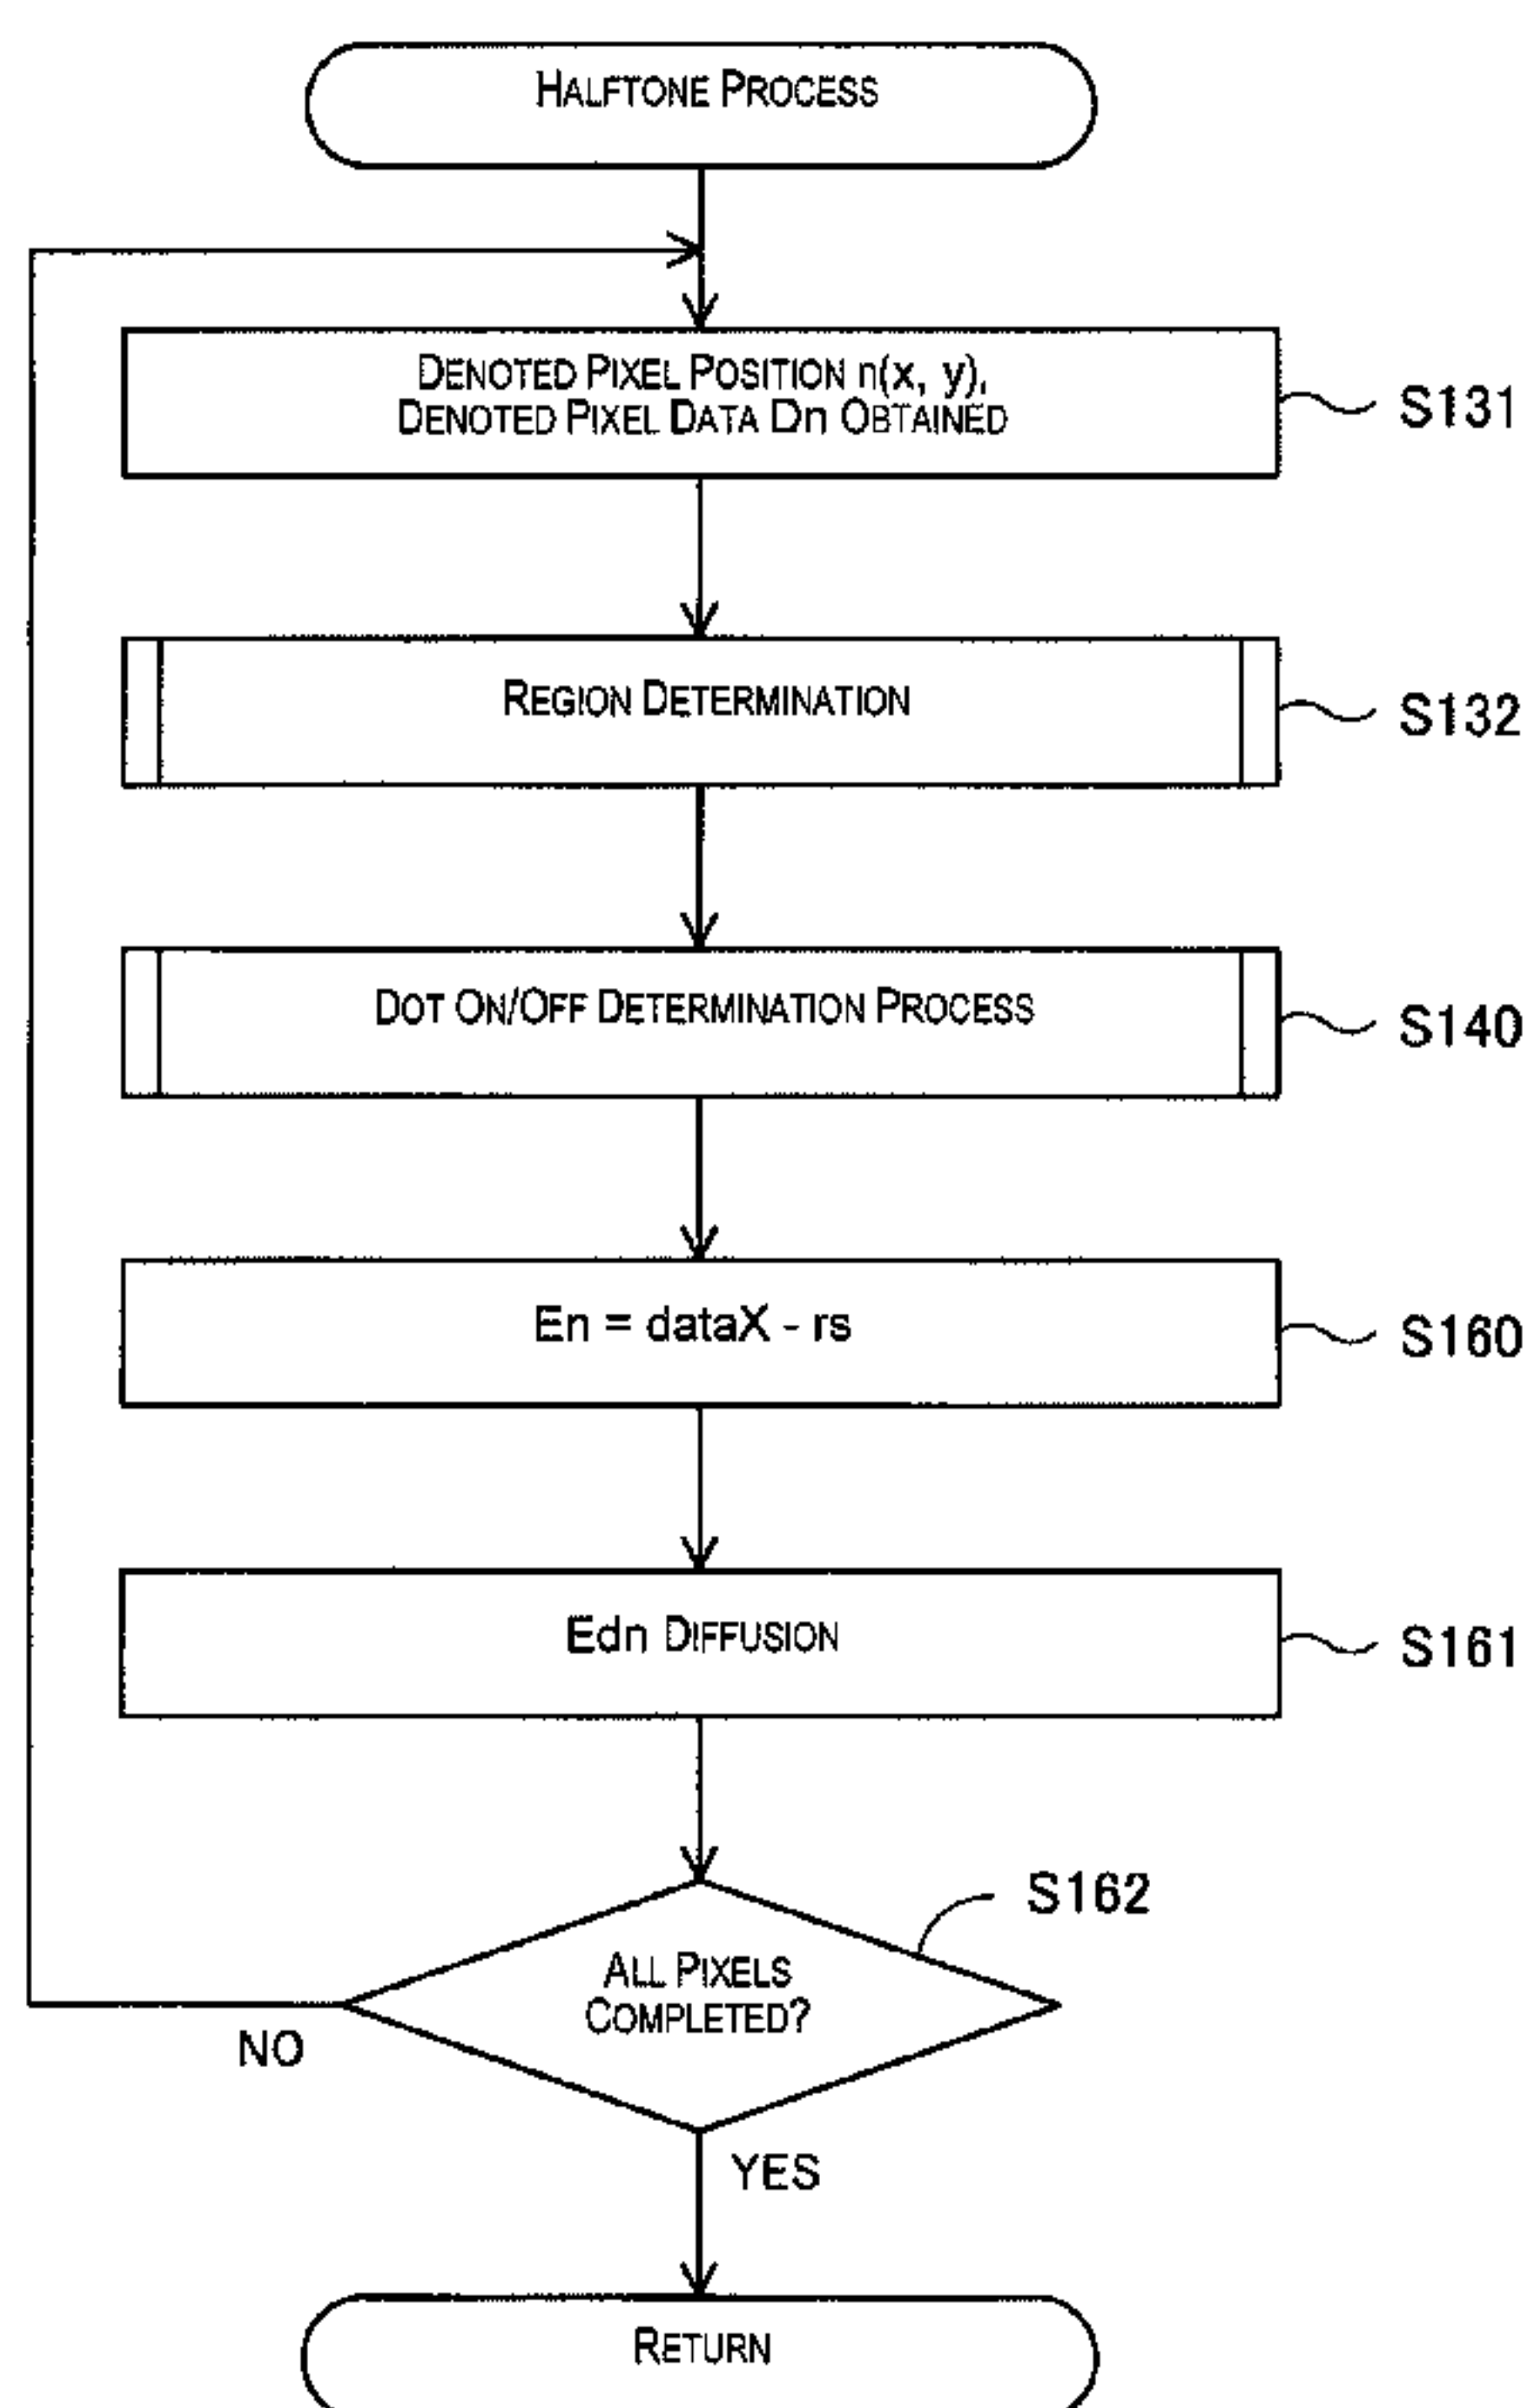 HALFTONE PROCESS
DENOTED PIXEL POSITION n(x, y),
DENOTED PIXEL DATA Dn OBTAINED
S131
REGION DETERMINATION
S132
DOT ON/OFF DETERMINATION PROCESS
S140
En = dataX - rs
S160
Edn DIFFUSION
S161
S162
ALL PIXELS
COMPLETED?
NO
YES
RETURN